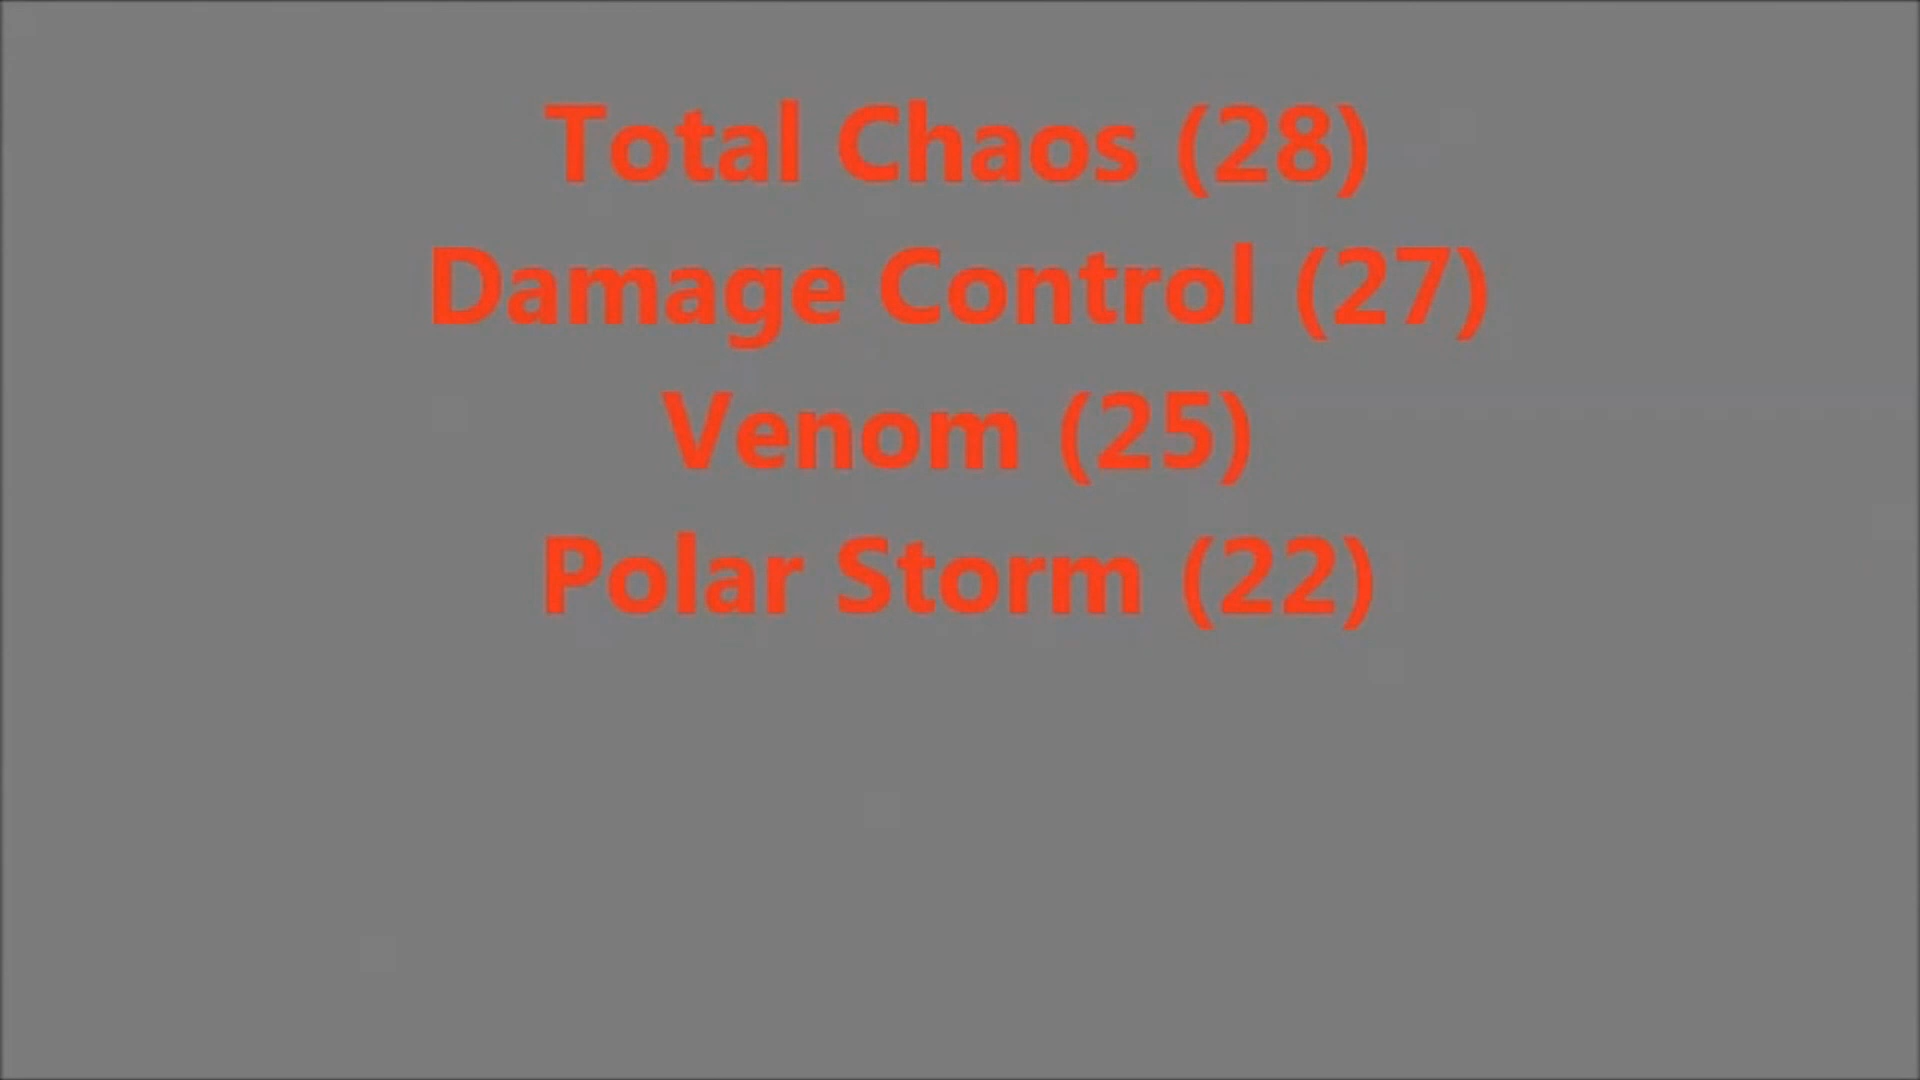 Total Chaos (28)
Damage Control (27)
Venom (25)
Polar Storm (22)